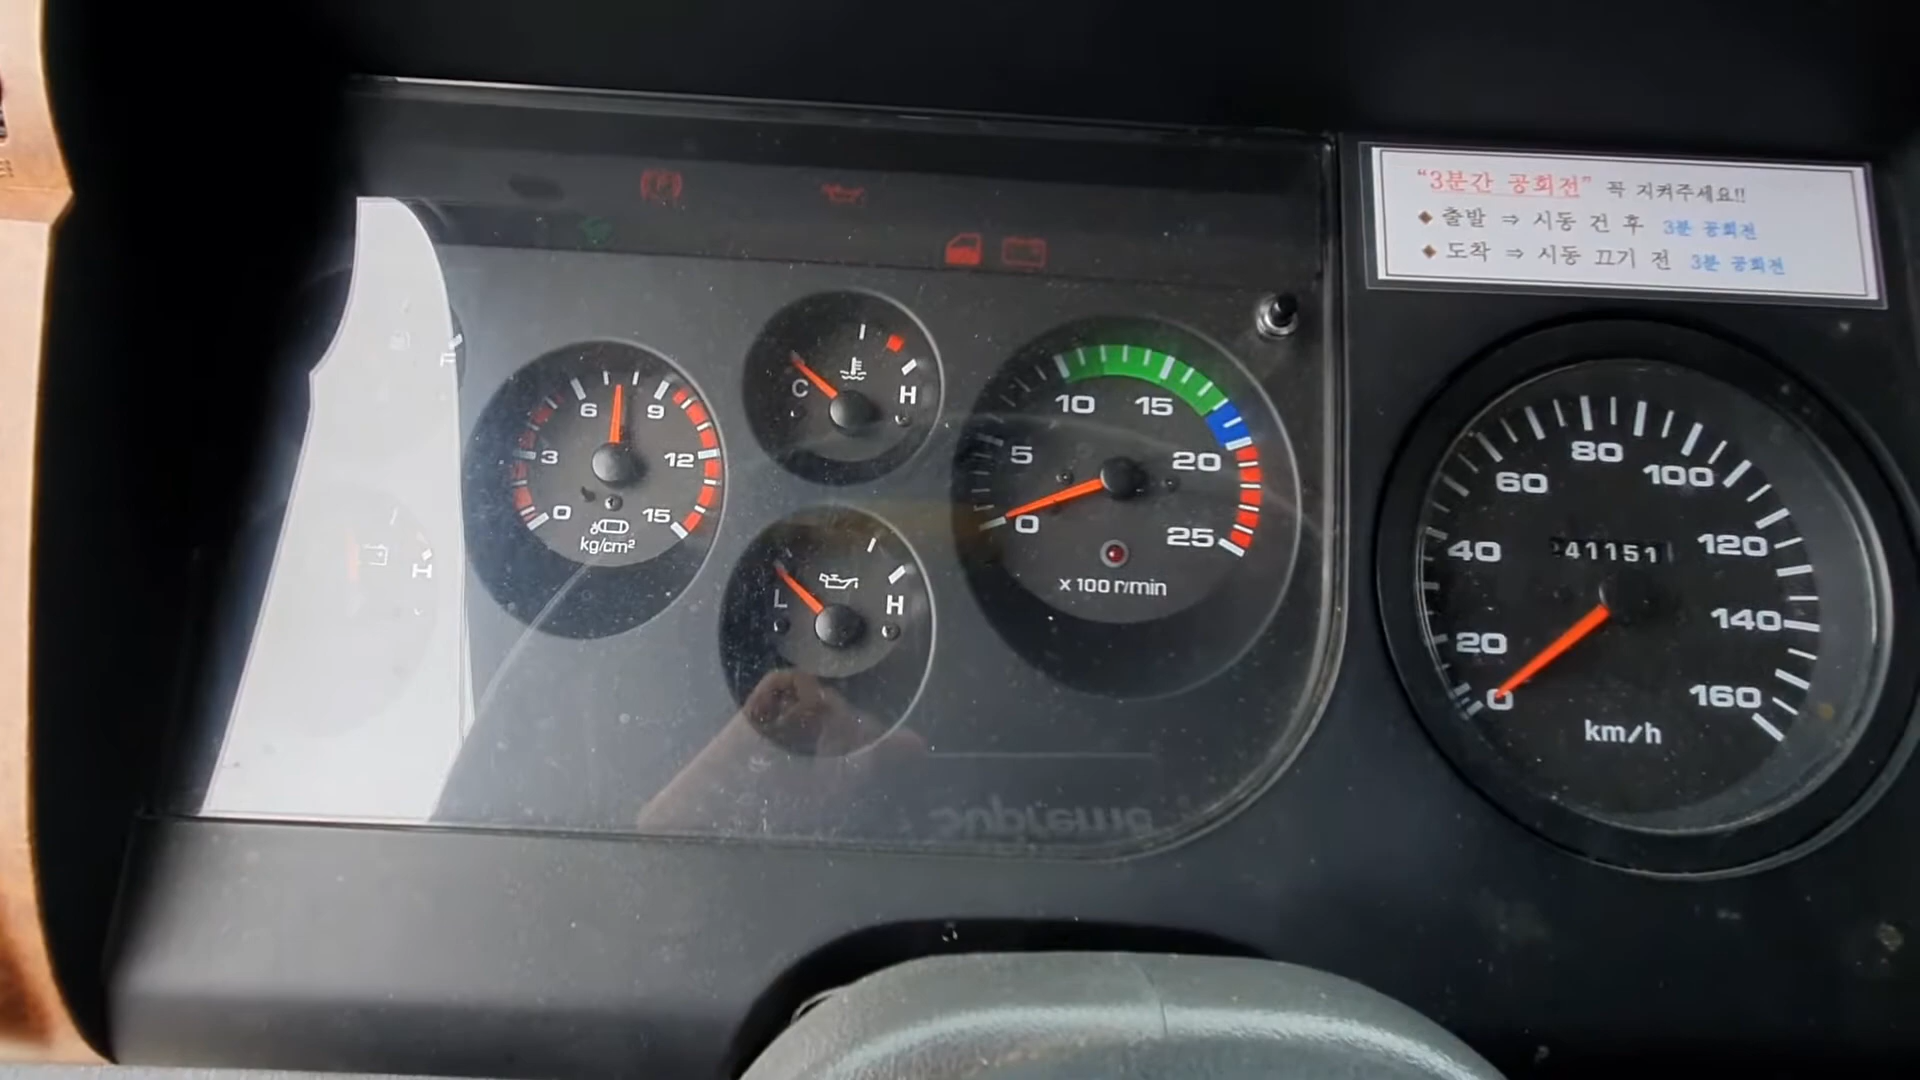 "3분간 공회전" 꼭 지켜주세요!!
◆ 출발 ⇒ 시동 건 후 3분 공회전
◆ 도착 ⇒ 시동 끄기 전 3분 공회전
F
H
0 3 6 9 12 15
kg/cm²
C H
L H
0 5 10 15 20 25
x 100 r/min
0 20 40 60 80 100 120 140 160
41151
km/h
supreme